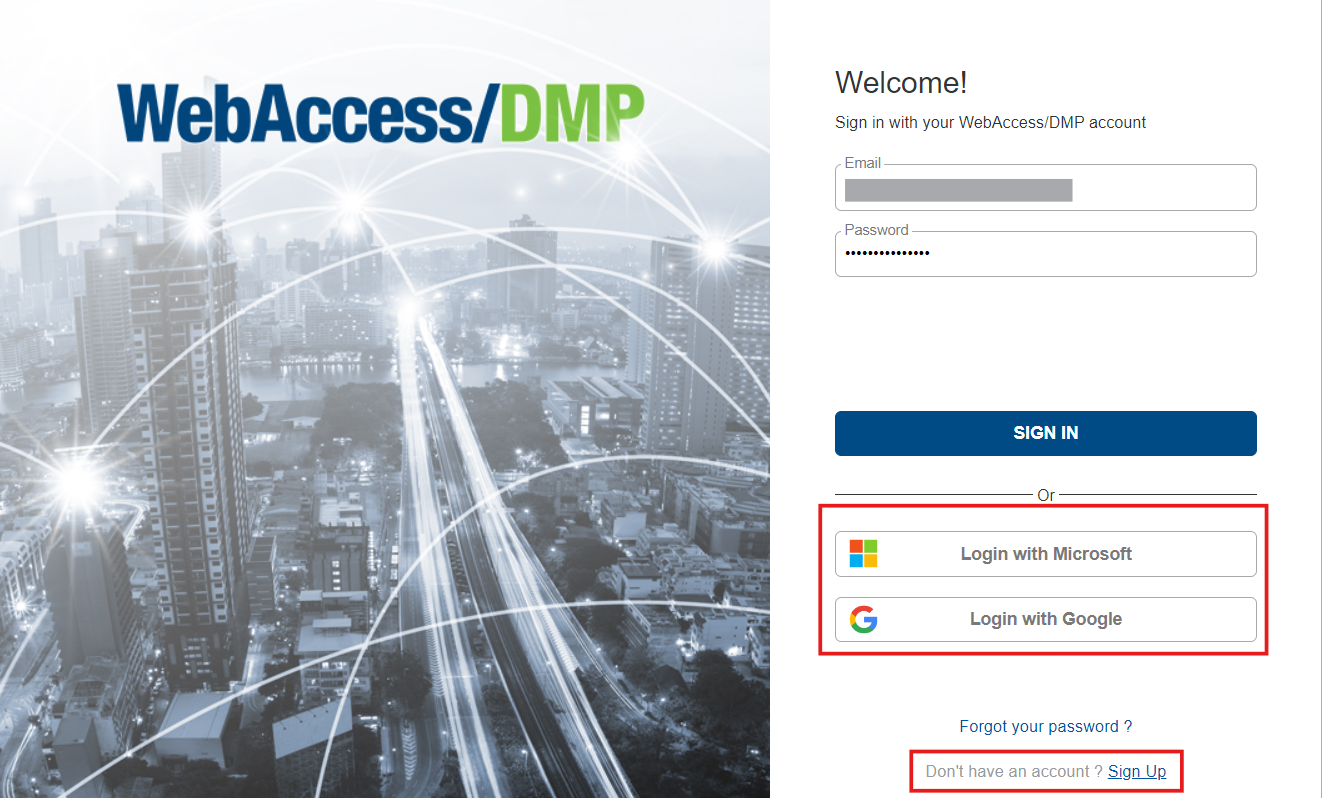 WebAccess/DMP
Welcome!
Sign in with your WebAccess/DMP account
Email
Password
••••••••••••••
SIGN IN
Or
Login with Microsoft
Login with Google
Forgot your password ?
Don't have an account ? Sign Up